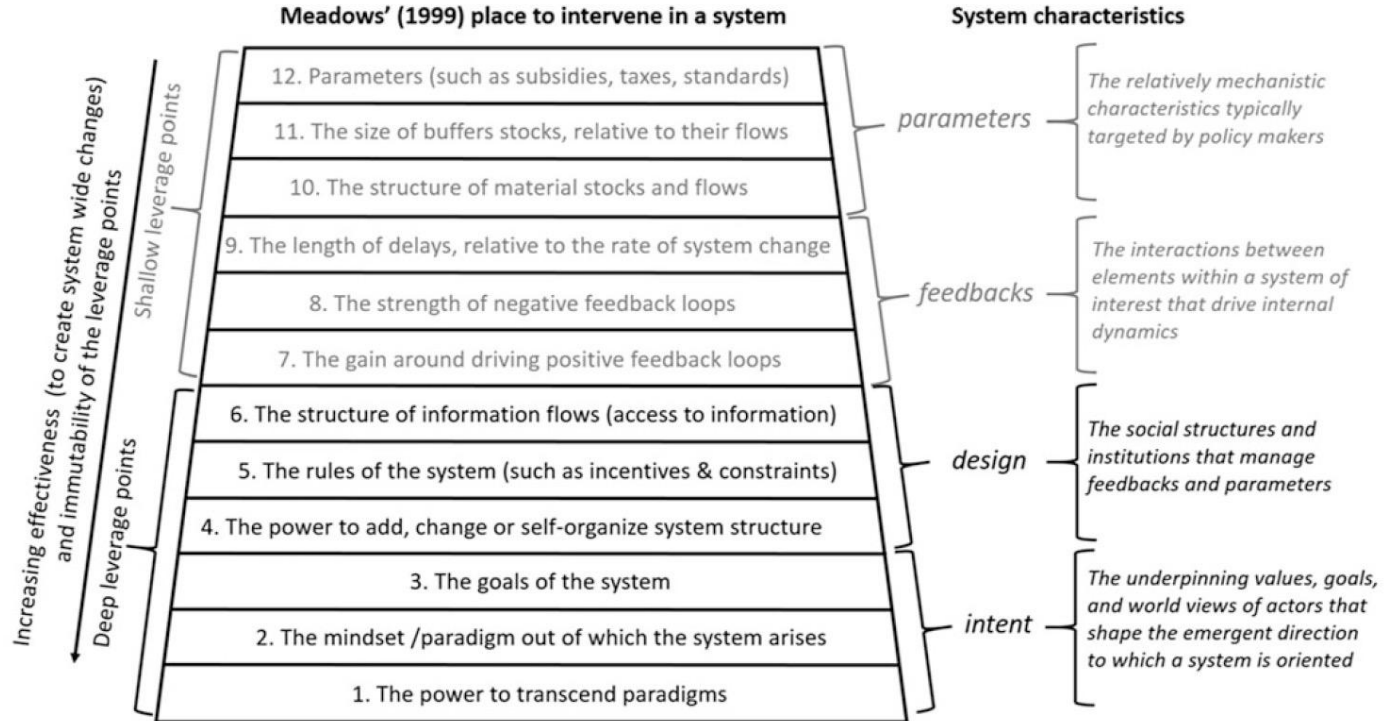 Meadows' (1999) place to intervene in a system
System characteristics
Increasing effectiveness (to create system wide changes)
and immutability of the leverage points
Shallow leverage points
Deep leverage points
12. Parameters (such as subsidies, taxes, standards)
11. The size of buffers stocks, relative to their flows
10. The structure of material stocks and flows
9. The length of delays, relative to the rate of system change
8. The strength of negative feedback loops
7. The gain around driving positive feedback loops
6. The structure of information flows (access to information)
5. The rules of the system (such as incentives & constraints)
4. The power to add, change or self-organize system structure
3. The goals of the system
2. The mindset /paradigm out of which the system arises
1. The power to transcend paradigms
parameters
The relatively mechanistic
characteristics typically
targeted by policy makers
feedbacks
The interactions between
elements within a system of
interest that drive internal
dynamics
design
The social structures and
institutions that manage
feedbacks and parameters
intent
The underpinning values, goals,
and world views of actors that
shape the emergent direction
to which a system is oriented